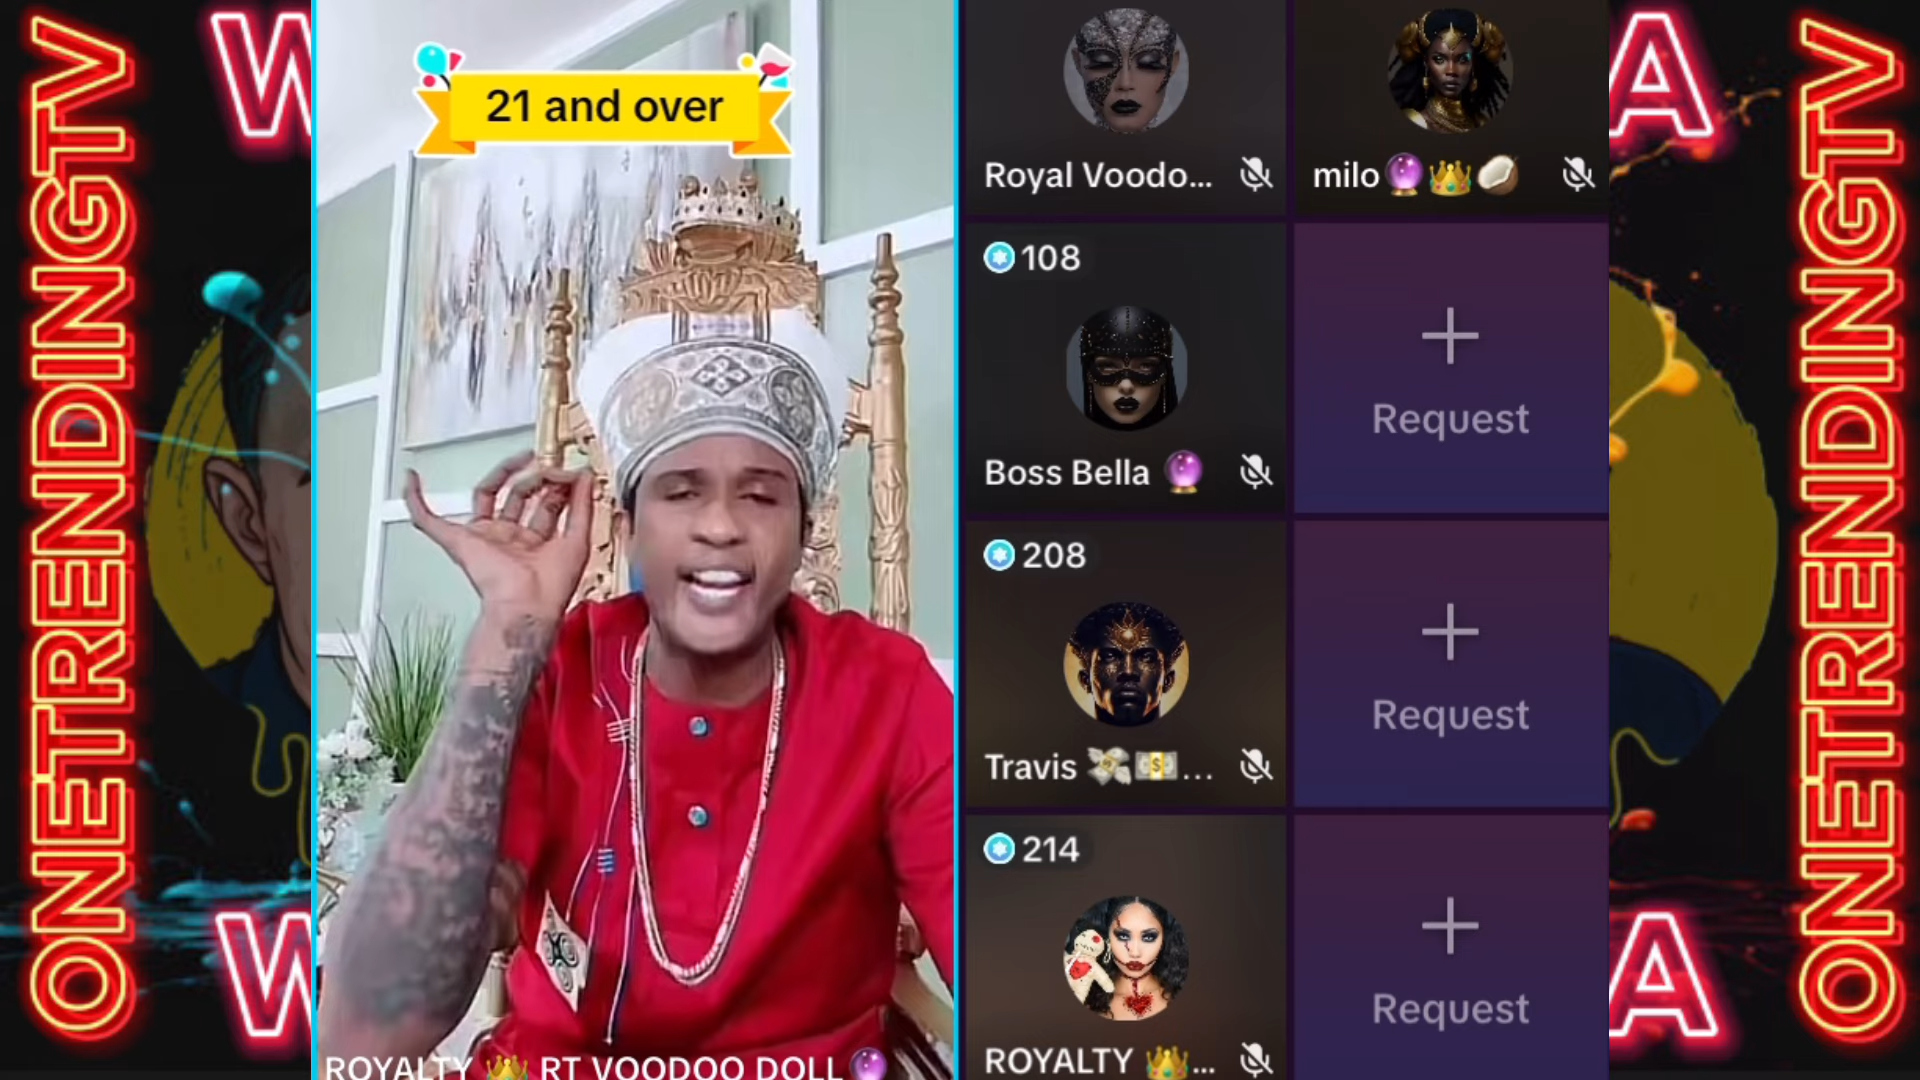 ONETRENDINGTV
W
21 and over
ROYALTY 👑 RT VOODOO DOLL 🔮
Royal Voodo...
milo🔮👑🥥
108
Boss Bella 🔮
Request
208
Travis 💸💵...
Request
214
ROYALTY 👑...
Request
W
A
A
ONETRENDINGTV